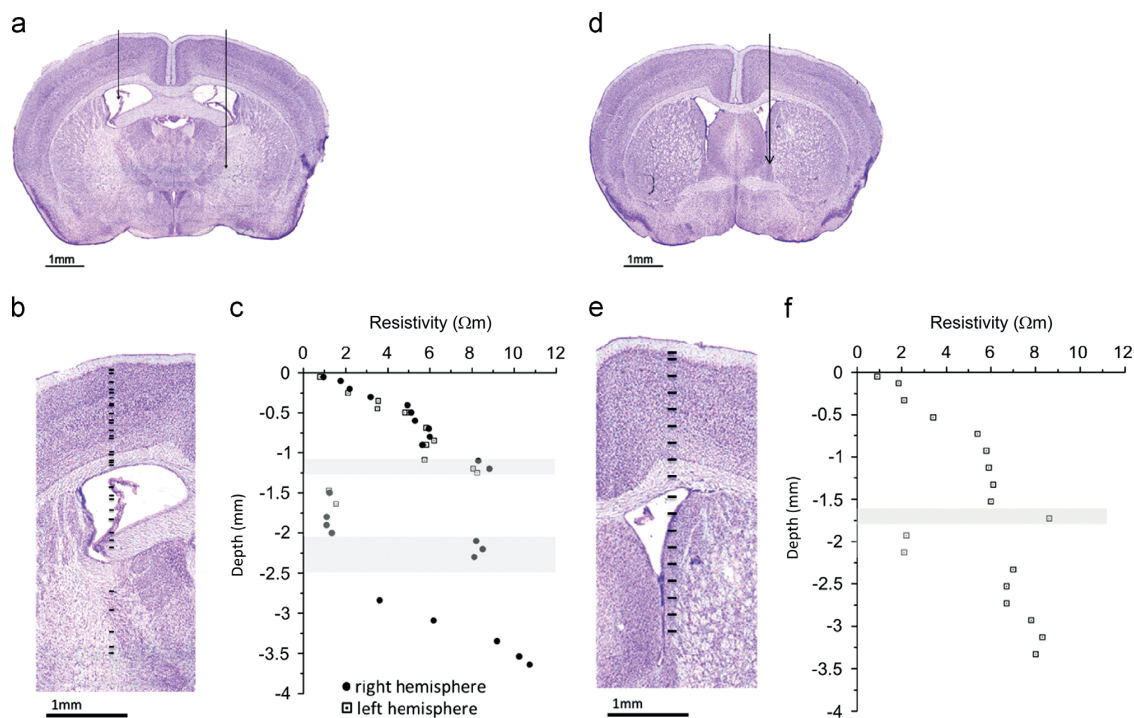 a
d
1mm
1mm
b
c
Resistivity (Ωm)
0 2 4 6 8 10 12
0
-0.5
-1
-1.5
-2
-2.5
-3
-3.5
-4
Depth (mm)
right hemisphere
left hemisphere
1mm
e
f
Resistivity (Ωm)
0 2 4 6 8 10 12
0
-0.5
-1
-1.5
-2
-2.5
-3
-3.5
-4
Depth (mm)
1mm